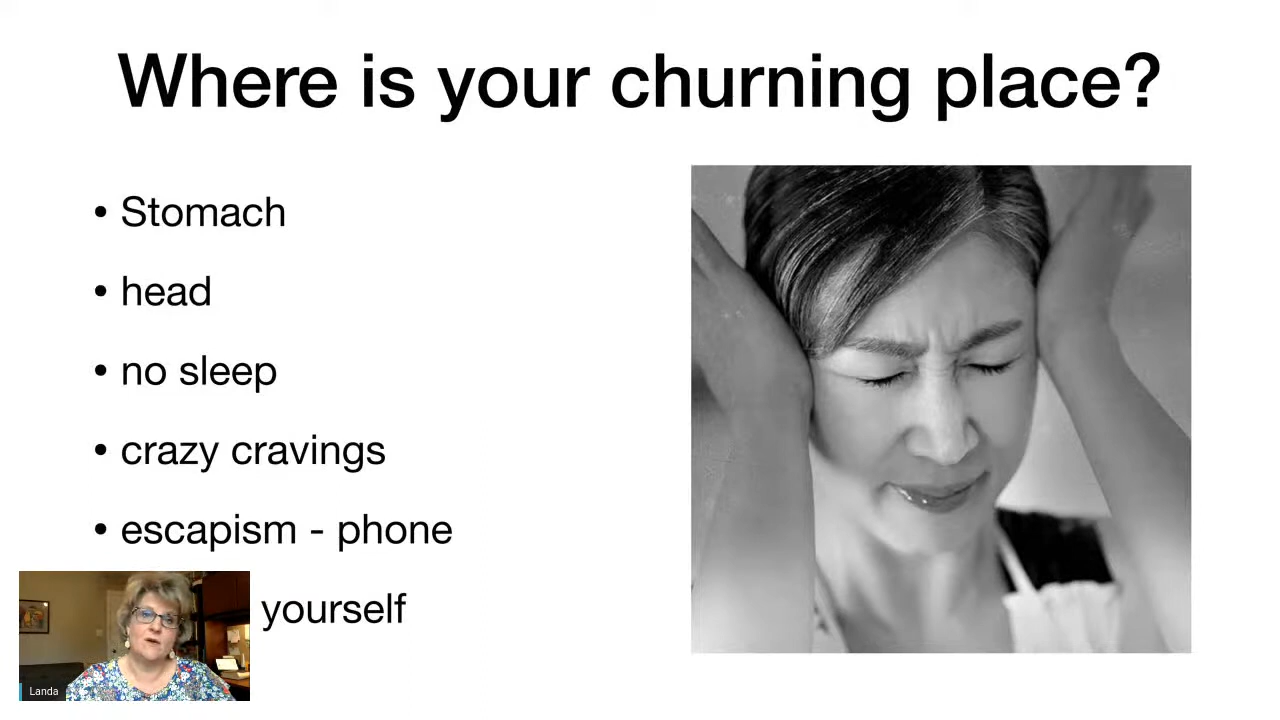 Where is your churning place?
• Stomach
• head
• no sleep
• crazy cravings
• escapism - phone
yourself
Landa